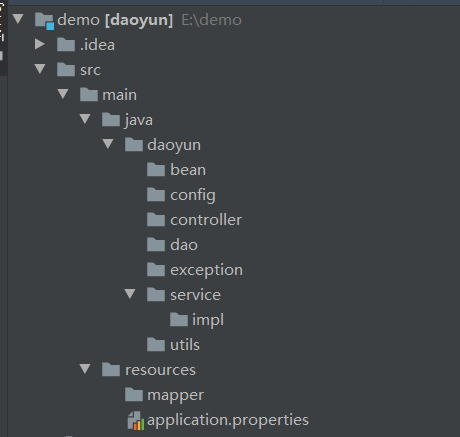 demo [daoyun] E:\demo
.idea
src
main
java
daoyun
bean
config
controller
dao
exception
service
impl
utils
resources
mapper
application.properties